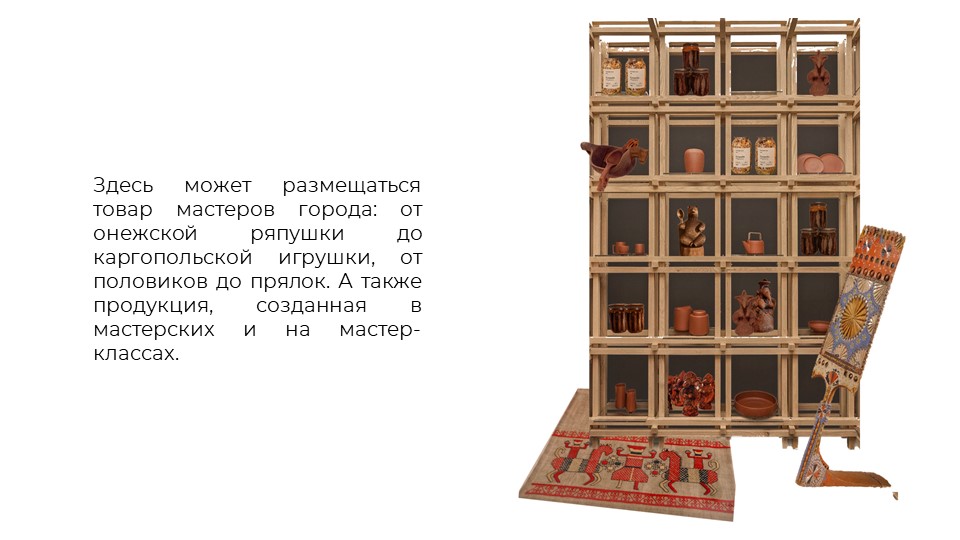 Здесь может размещаться
товар мастеров города: от
онежской ряпушки до
каргопольской игрушки, от
половиков до прялок. А также
продукция, созданная в
мастерских и на мастер-
классах.